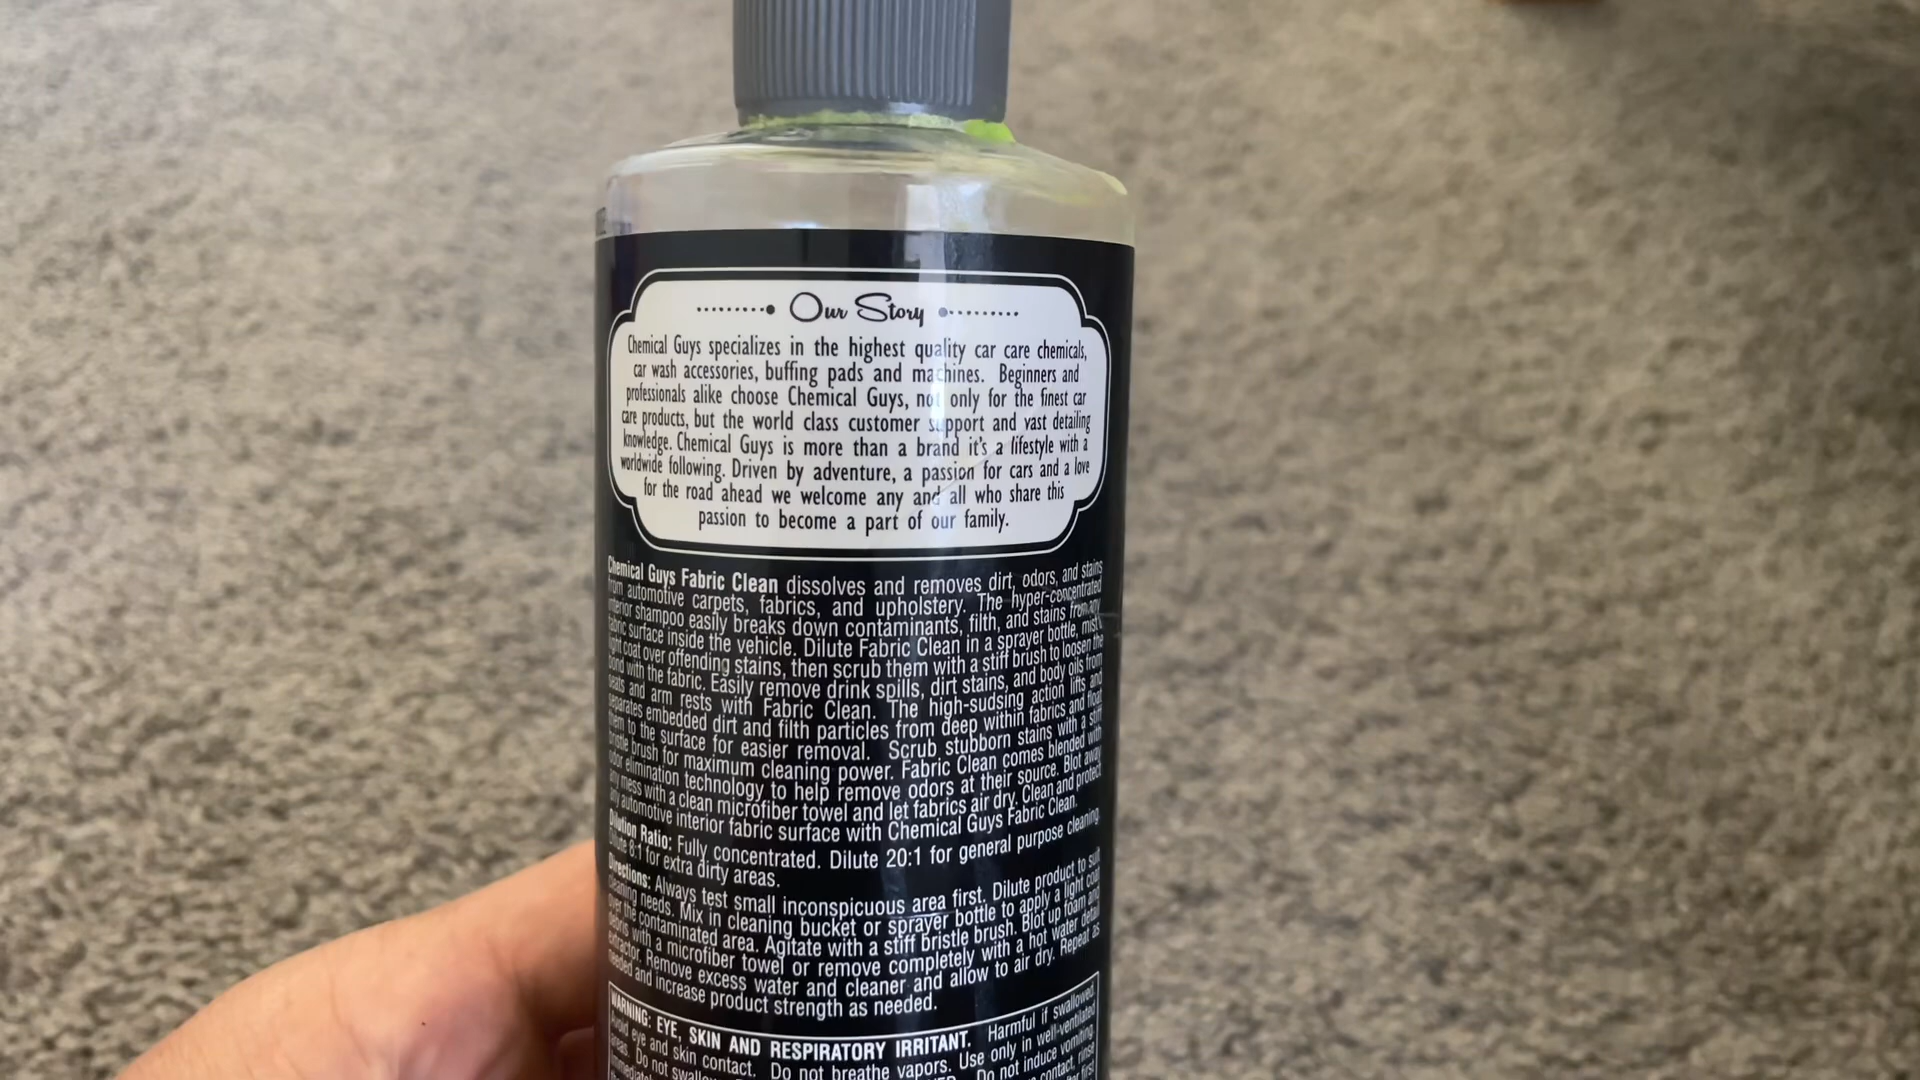 Our Story
Chemical Guys specializes in the highest quality car care chemicals,
car wash accessories, buffing pads and machines. Beginners and
professionals alike choose Chemical Guys, not only for the finest car
care products, but the world class customer support and vast detailing
knowledge. Chemical Guys is more than a brand it's a lifestyle with a
worldwide following. Driven by adventure, a passion for cars and a love
for the road ahead we welcome any and all who share this
passion to become a part of our family.
Chemical Guys Fabric Clean dissolves and removes dirt, odors, and stains
from automotive carpets, fabrics, and upholstery. The hyper-concentrated
interior shampoo easily breaks down contaminants, filth, and stains from any
fabric surface inside the vehicle. Dilute Fabric Clean in a sprayer bottle, mist
light coat over offending stains, then scrub them with a stiff brush to loosen the
bond with the fabric. Easily remove drink spills, dirt stains, and body oils from
seats and arm rests with Fabric Clean. The high-sudsing action lifts and
separates embedded dirt and filth particles from deep within fabrics and float
them to the surface for easier removal. Scrub stubborn stains with a stiff
bristle brush for maximum cleaning power. Fabric Clean comes blended with
odor elimination technology to help remove odors at their source. Blot away
any mess with a clean microfiber towel and let fabrics air dry. Clean and protect
any automotive interior fabric surface with Chemical Guys Fabric Clean.
Dilution Ratio: Fully concentrated. Dilute 20:1 for general purpose cleaning
Dilute 8:1 for extra dirty areas.
Directions: Always test small inconspicuous area first. Dilute product to suit
cleaning needs. Mix in cleaning bucket or sprayer bottle to apply a light coat
over the contaminated area. Agitate with a stiff bristle brush. Blot up foam and
debris with a microfiber towel or remove completely with a hot water detail
extractor. Remove excess water and cleaner and allow to air dry. Repeat as
needed and increase product strength as needed.
WARNING: EYE, SKIN AND RESPIRATORY IRRITANT. Harmful if swallowed.
Avoid eye and skin contact. Do not breathe vapors. Use only in well-ventilated
areas. Do not swallow. Do not induce vomiting.
contact, rinse
first